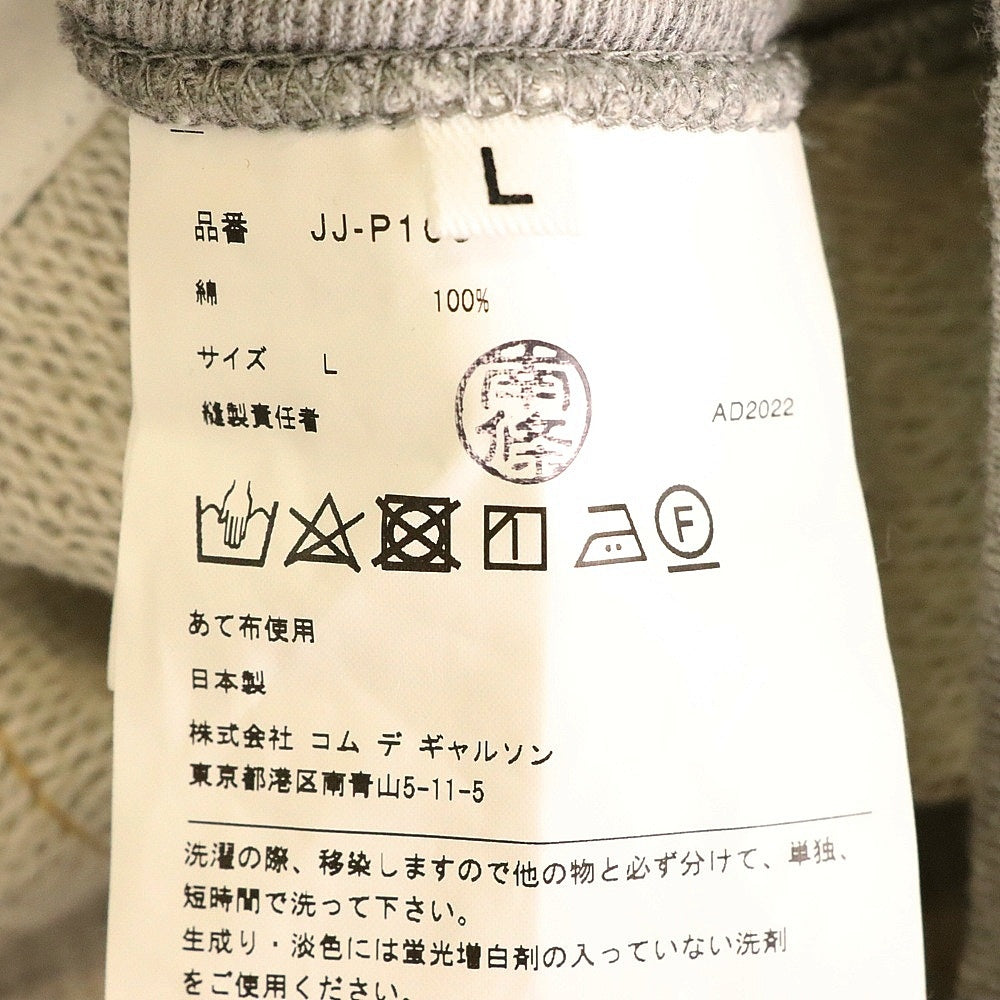 L
品番 JJ-P1
綿 100%
サイズ L
縫製責任者 南條 AD2022
F
あて布使用
日本製
株式会社 コム デ ギャルソン
東京都港区南青山5-11-5
洗濯の際、移染しますので他の物と必ず分けて、単独、
短時間で洗って下さい。
生成り・淡色には蛍光増白剤の入っていない洗剤
をご使用ください。